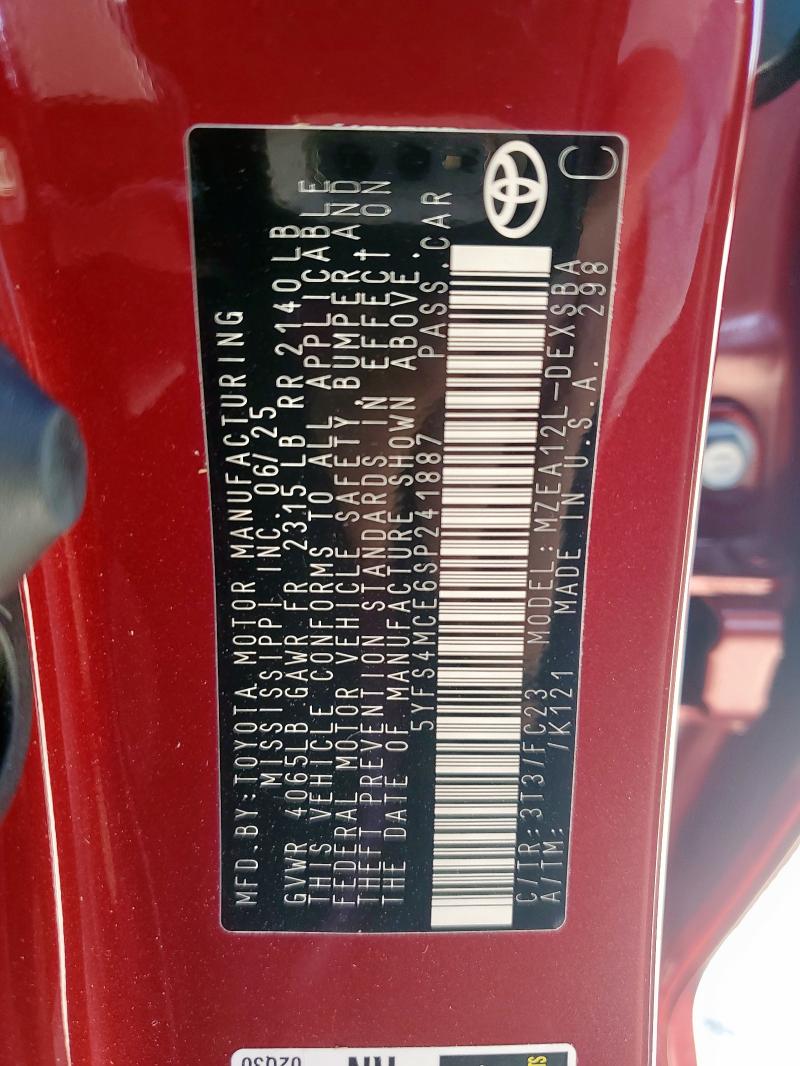 MFD.BY:TOYOTA MOTOR MANUFACTURING
MISSISSIPPI INC. 06/25
GVWR 4065LB GAWR FR 2315 LB RR 2140 LB
THIS VEHICLE CONFORMS TO ALL APPLICABLE
FEDERAL MOTOR VEHICLE SAFETY, BUMPER, AND
THEFT PREVENTION STANDARDS IN EFFECT ON
THE DATE OF MANUFACTURE SHOWN ABOVE.
5YFS4MCE6SP241887 PASS.CAR
C/TR:3T3/FC23 MODEL:MZEA12L-DEXSBA
A/TM: /K121 MADE IN U.S.A. 298
C
02Q30